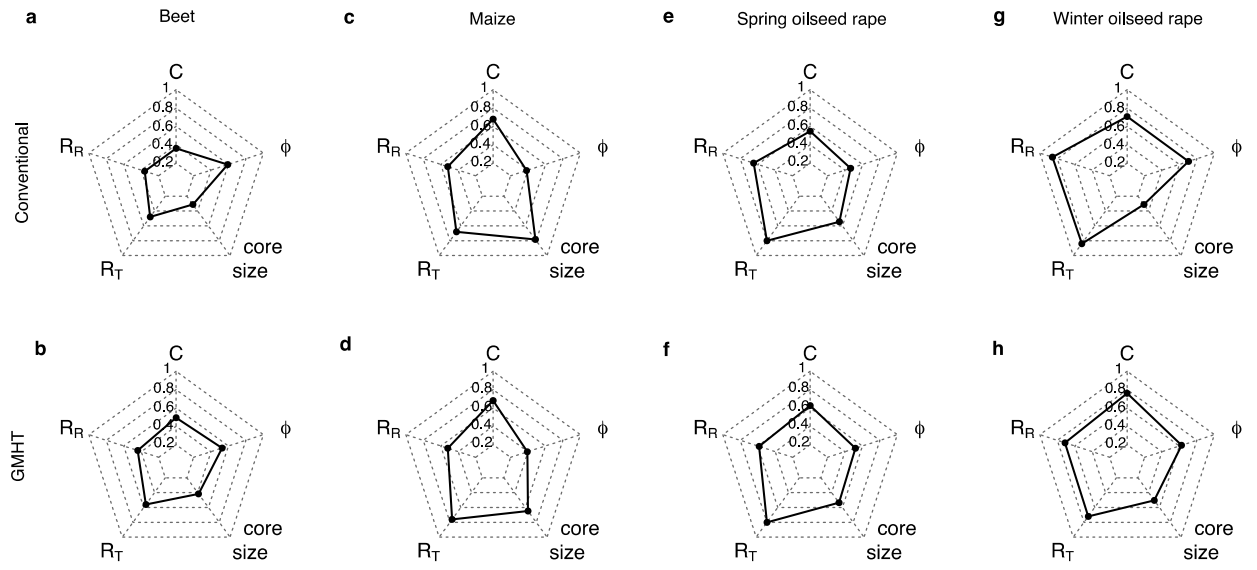 a Beet c Maize e Spring oilseed rape g Winter oilseed rape
Conventional
C
1
0.8
0.6
0.4
0.2
R_R
ϕ
core
size
R_T
C
1
0.8
0.6
0.4
0.2
R_R
ϕ
core
size
R_T
C
1
0.8
0.6
0.4
0.2
R_R
ϕ
core
size
R_T
C
1
0.8
0.6
0.4
0.2
R_R
ϕ
core
size
R_T
b d f h
GMHT
C
1
0.8
0.6
0.4
0.2
R_R
ϕ
core
size
R_T
C
1
0.8
0.6
0.4
0.2
R_R
ϕ
core
size
R_T
C
1
0.8
0.6
0.4
0.2
R_R
ϕ
core
size
R_T
C
1
0.8
0.6
0.4
0.2
R_R
ϕ
core
size
R_T